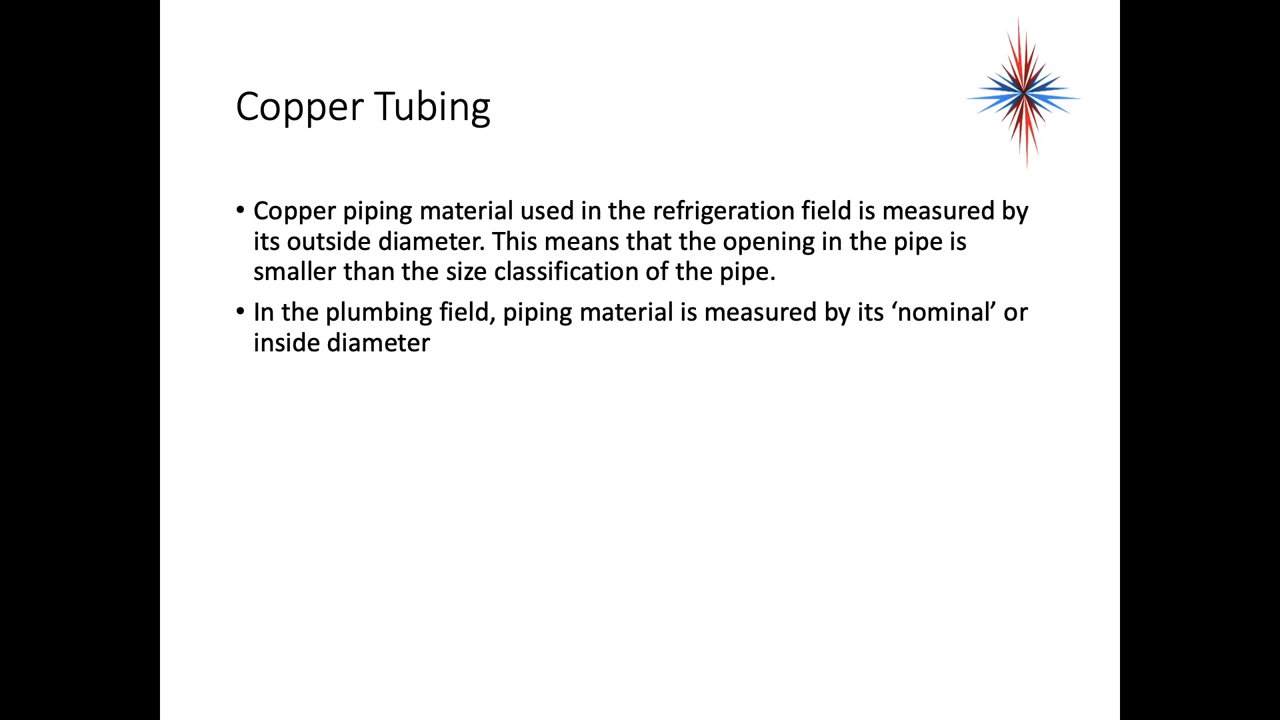 Copper Tubing
• Copper piping material used in the refrigeration field is measured by
its outside diameter. This means that the opening in the pipe is
smaller than the size classification of the pipe.
• In the plumbing field, piping material is measured by its ‘nominal’ or
inside diameter